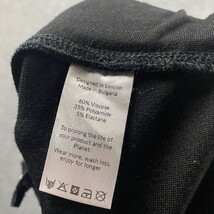 Designed in London
Made in Bulgaria
60% Viscose
35% Polyamide
5% Elastane
To prolong the life of
your product and the
Planet:
Wear more, wash less,
enjoy for longer